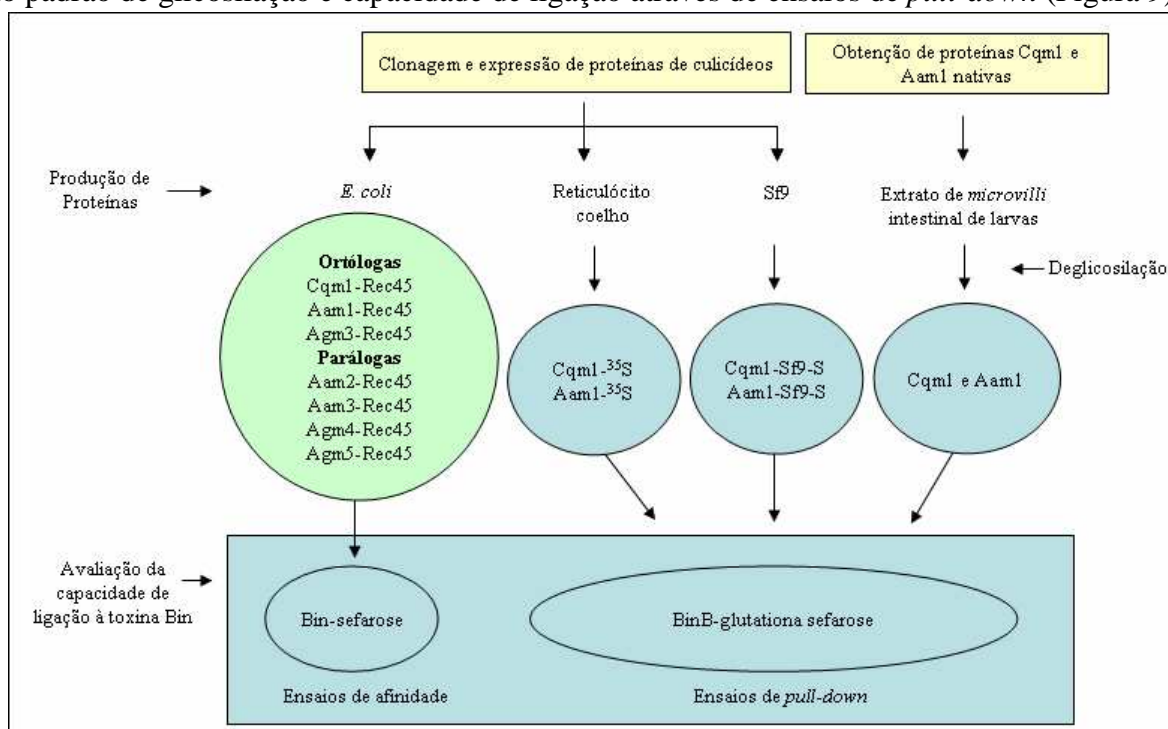 do padrão de glicosilação e capacidade de ligação através de ensaios de pull-down (Figura 9)
Clonagem e expressão de proteínas de culicídeos
Obtenção de proteínas Cqm1 e
Aam1 nativas
Produção de
Proteínas
E. coli
Reticulócito
coelho
Sf9
Extrato de microvilli
intestinal de larvas
Deglicosilação
Ortólogas
Cqm1-Rec45
Aam1-Rec45
Agm3-Rec45
Parálogas
Aam2-Rec45
Aam3-Rec45
Agm4-Rec45
Agm5-Rec45
Cqm1-³⁵S
Aam1-³⁵S
Cqm1-Sf9-S
Aam1-Sf9-S
Cqm1 e Aam1
Avaliação da
capacidade de
ligação à toxina Bin
Bin-sefarose
BinB-glutationa sefarose
Ensaios de afinidade
Ensaios de pull-down